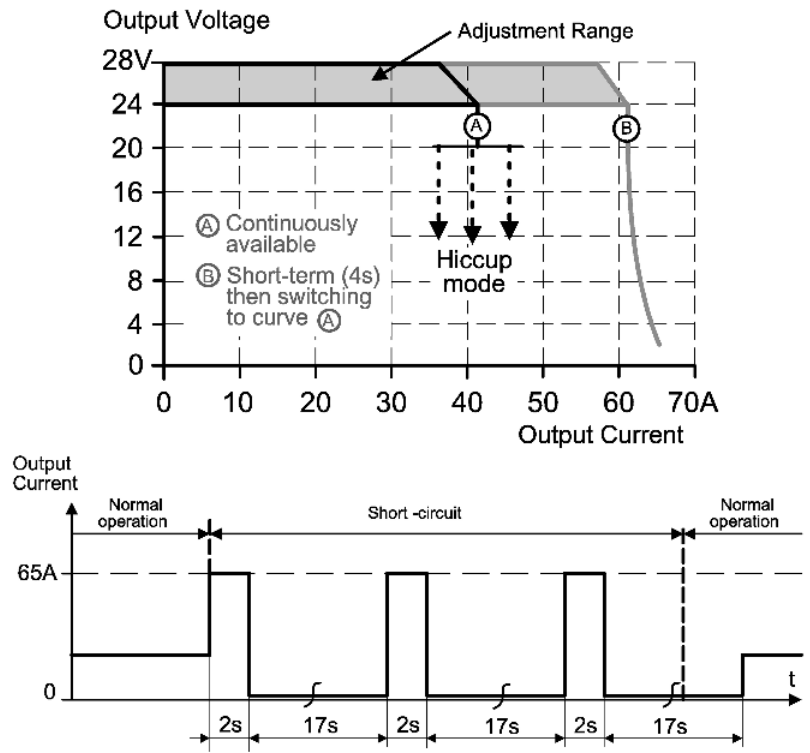 Output Voltage
Adjustment Range
28V
24
20
16
12
8
4
0
A
B
A Continuously
available
B Short-term (4s)
then switching
to curve A
Hiccup
mode
0 10 20 30 40 50 60 70A
Output Current
Output
Current
Normal
operation
Short -circuit
Normal
operation
65A
0
t
2s 17s 2s 17s 2s 17s